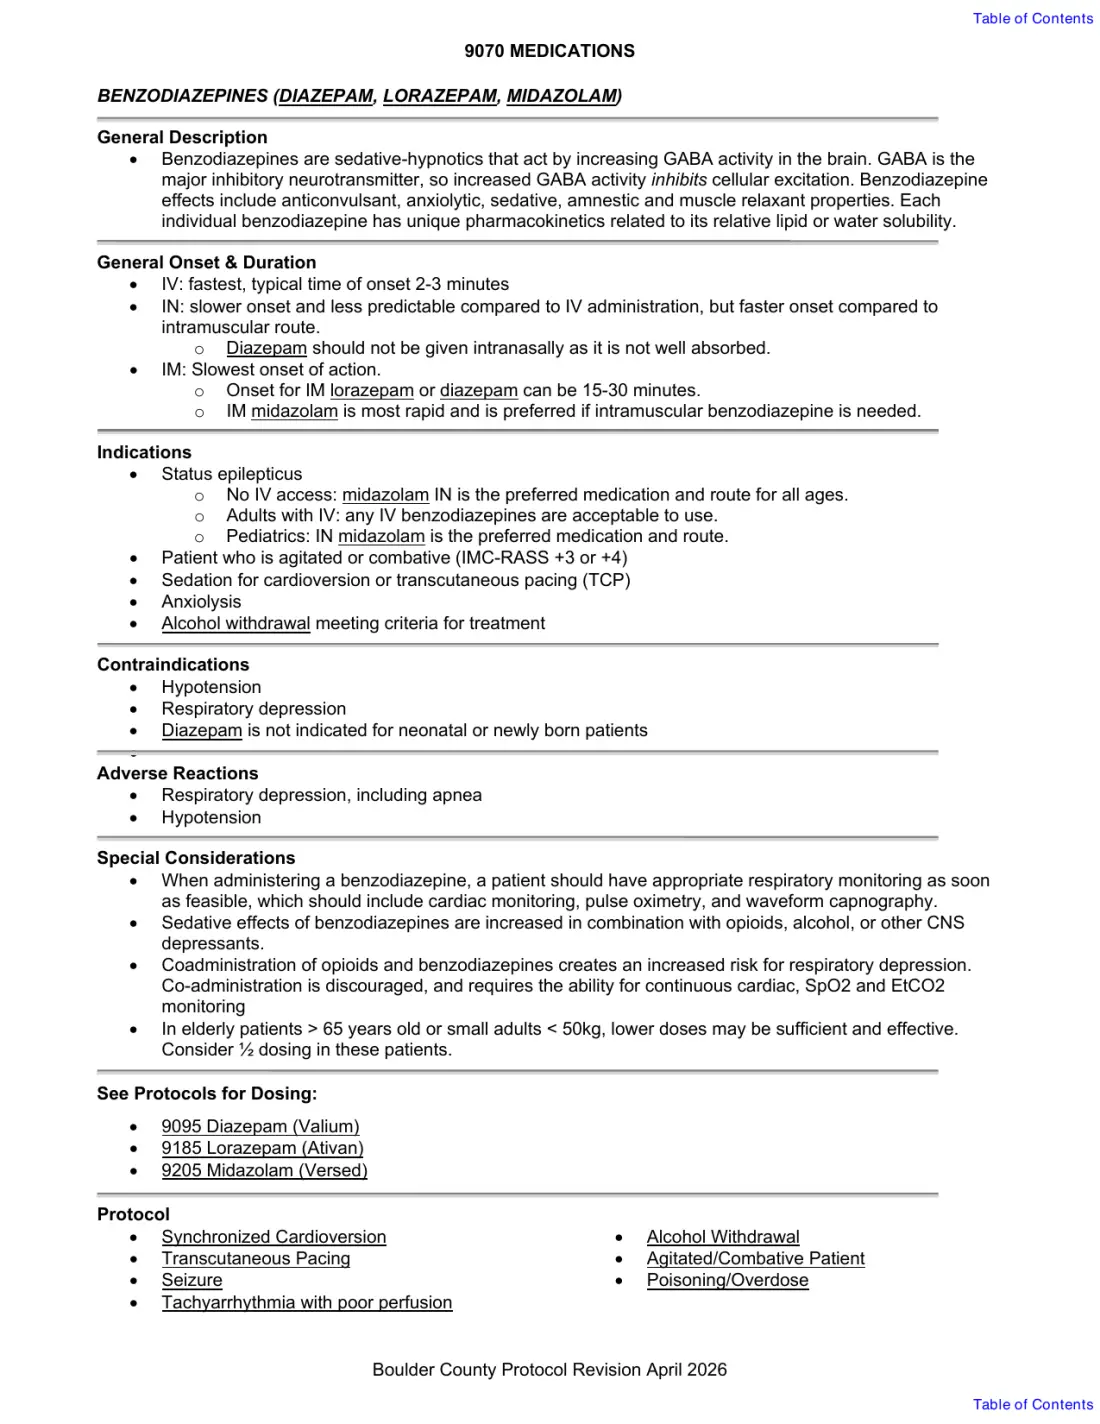 Table of Contents
9070 MEDICATIONS
BENZODIAZEPINES (DIAZEPAM, LORAZEPAM, MIDAZOLAM)
General Description
• Benzodiazepines are sedative-hypnotics that act by increasing GABA activity in the brain. GABA is the
major inhibitory neurotransmitter, so increased GABA activity inhibits cellular excitation. Benzodiazepine
effects include anticonvulsant, anxiolytic, sedative, amnestic and muscle relaxant properties. Each
individual benzodiazepine has unique pharmacokinetics related to its relative lipid or water solubility.
General Onset & Duration
• IV: fastest, typical time of onset 2-3 minutes
• IN: slower onset and less predictable compared to IV administration, but faster onset compared to
intramuscular route.
o Diazepam should not be given intranasally as it is not well absorbed.
• IM: Slowest onset of action.
o Onset for IM lorazepam or diazepam can be 15-30 minutes.
o IM midazolam is most rapid and is preferred if intramuscular benzodiazepine is needed.
Indications
• Status epilepticus
o No IV access: midazolam IN is the preferred medication and route for all ages.
o Adults with IV: any IV benzodiazepines are acceptable to use.
o Pediatrics: IN midazolam is the preferred medication and route.
• Patient who is agitated or combative (IMC-RASS +3 or +4)
• Sedation for cardioversion or transcutaneous pacing (TCP)
• Anxiolysis
• Alcohol withdrawal meeting criteria for treatment
Contraindications
• Hypotension
• Respiratory depression
• Diazepam is not indicated for neonatal or newly born patients
Adverse Reactions
• Respiratory depression, including apnea
• Hypotension
Special Considerations
• When administering a benzodiazepine, a patient should have appropriate respiratory monitoring as soon
as feasible, which should include cardiac monitoring, pulse oximetry, and waveform capnography.
• Sedative effects of benzodiazepines are increased in combination with opioids, alcohol, or other CNS
depressants.
• Coadministration of opioids and benzodiazepines creates an increased risk for respiratory depression.
Co-administration is discouraged, and requires the ability for continuous cardiac, SpO2 and EtCO2
monitoring
• In elderly patients > 65 years old or small adults < 50kg, lower doses may be sufficient and effective.
Consider ½ dosing in these patients.
See Protocols for Dosing:
• 9095 Diazepam (Valium)
• 9185 Lorazepam (Ativan)
• 9205 Midazolam (Versed)
Protocol
• Synchronized Cardioversion
• Transcutaneous Pacing
• Seizure
• Tachyarrhythmia with poor perfusion
• Alcohol Withdrawal
• Agitated/Combative Patient
• Poisoning/Overdose
Boulder County Protocol Revision April 2026
Table of Contents